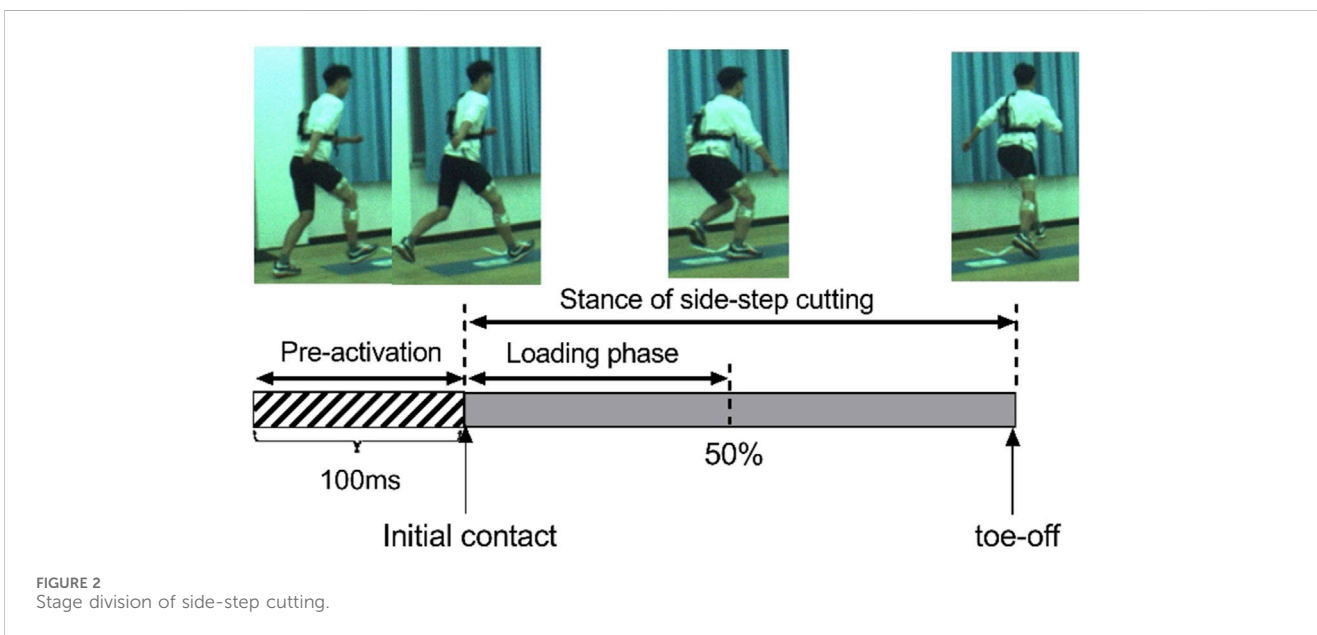 Stance of side-step cutting
Pre-activation
Loading phase
50%
100ms
Initial contact
toe-off
FIGURE 2
Stage division of side-step cutting.